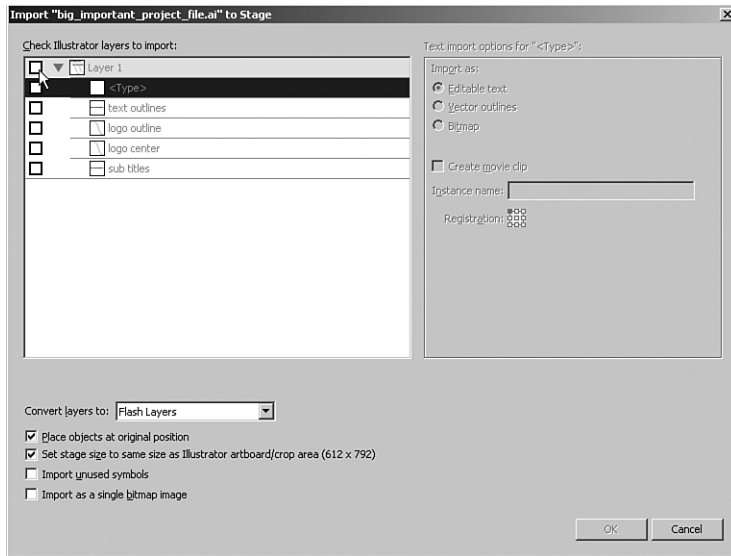 Import "big_important_project_file.ai" to Stage
Check Illustrator layers to import:
Layer 1
<Type>
text outlines
logo outline
logo center
sub titles
Text import options for "<Type>":
Import as:
Editable text
Vector outlines
Bitmap
Create movie clip
Instance name:
Registration:
Convert layers to: Flash Layers
Place objects at original position
Set stage size to same size as Illustrator artboard/crop area (612 x 792)
Import unused symbols
Import as a single bitmap image
OK Cancel